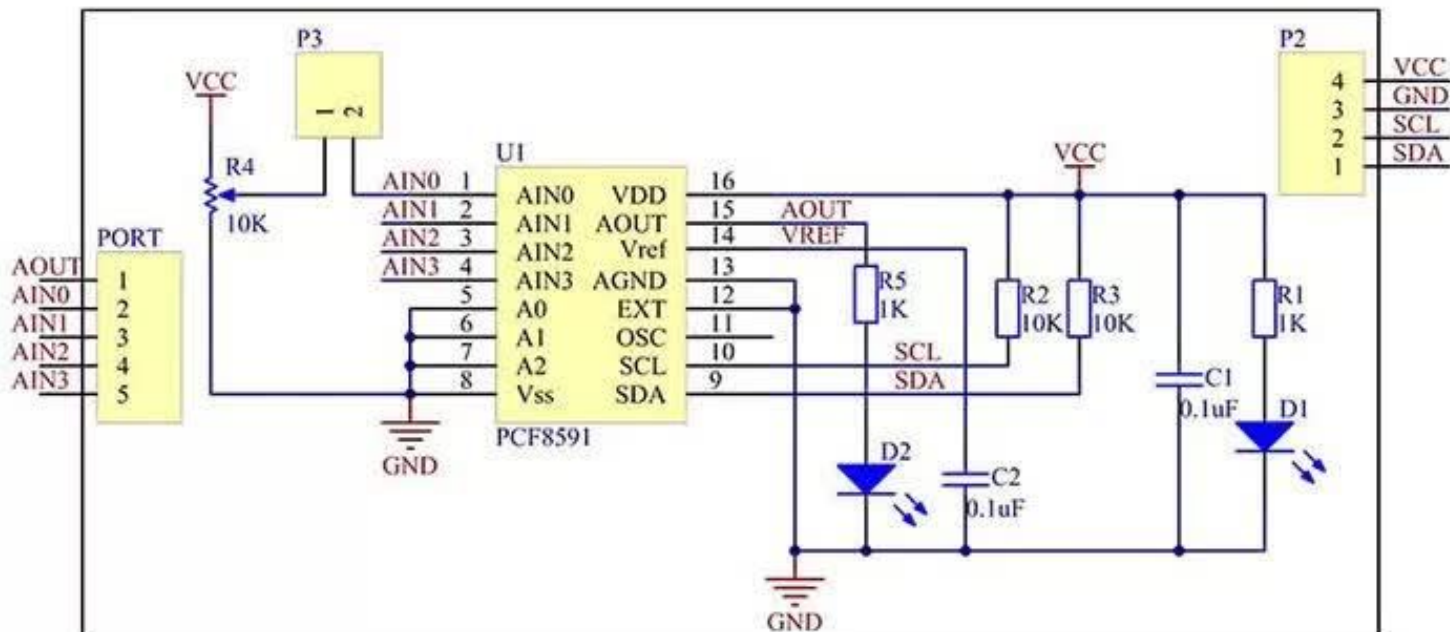 P3
1 2
VCC
R4
10K
PORT
AOUT 1
AIN0 2
AIN1 3
AIN2 4
AIN3 5
U1
AIN0 1 AIN0 VDD 16
AIN1 2 AIN1 AOUT 15 AOUT
AIN2 3 AIN2 Vref 14 VREF
AIN3 4 AIN3 AGND 13
5 A0 EXT 12
6 A1 OSC 11
7 A2 SCL 10 SCL
8 Vss SDA 9 SDA
PCF8591
GND
R5
1K
D2
C2
0.1uF
GND
VCC
R2
10K
R3
10K
C1
0.1uF
R1
1K
D1
P2
4 VCC
3 GND
2 SCL
1 SDA